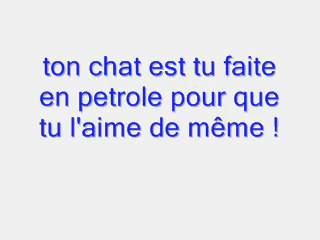 ton chat est tu faite
en petrole pour que
tu l'aime de même !